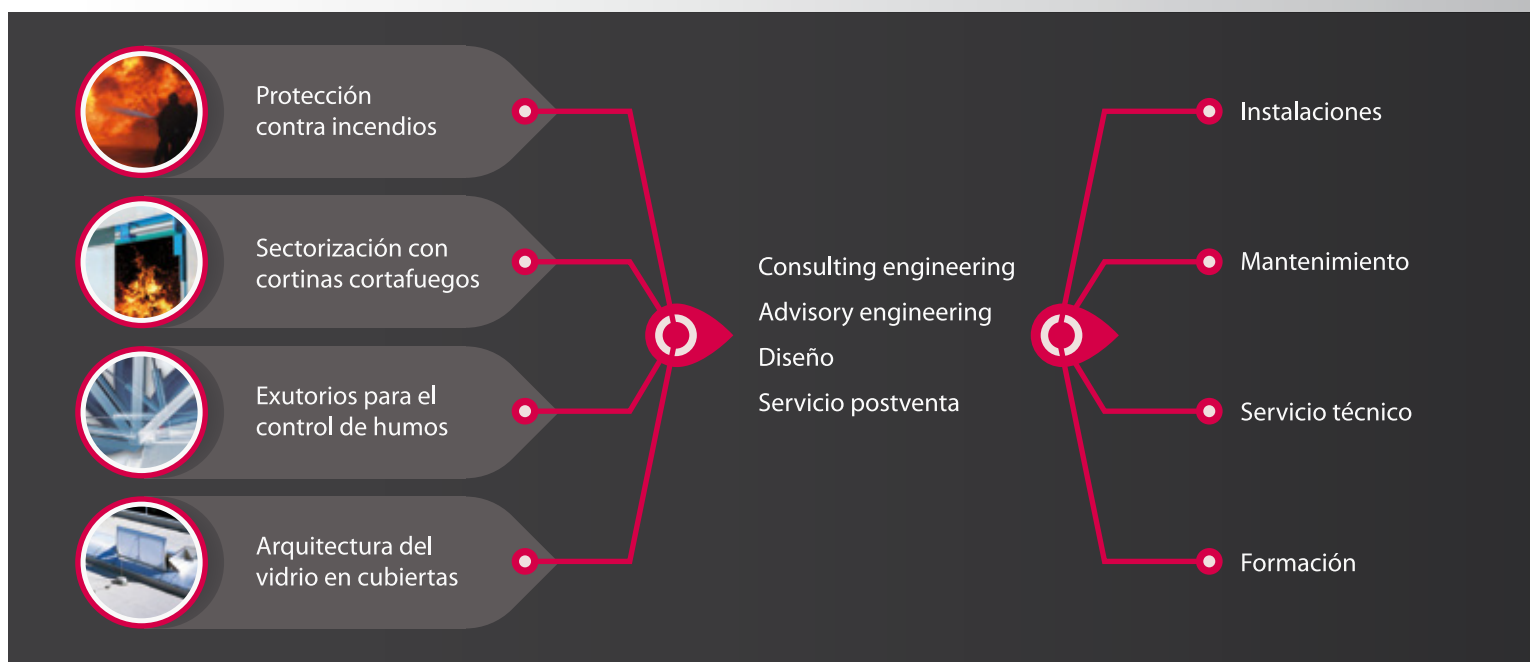 Protección
contra incendios
Sectorización con
cortinas cortafuegos
Exutorios para el
control de humos
Arquitectura del
vidrio en cubiertas
Consulting engineering
Advisory engineering
Diseño
Servicio postventa
Instalaciones
Mantenimiento
Servicio técnico
Formación